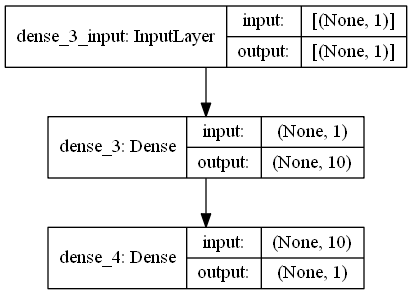 dense_3_input: InputLayer
input: [(None, 1)]
output: [(None, 1)]
dense_3: Dense
input: (None, 1)
output: (None, 10)
dense_4: Dense
input: (None, 10)
output: (None, 1)